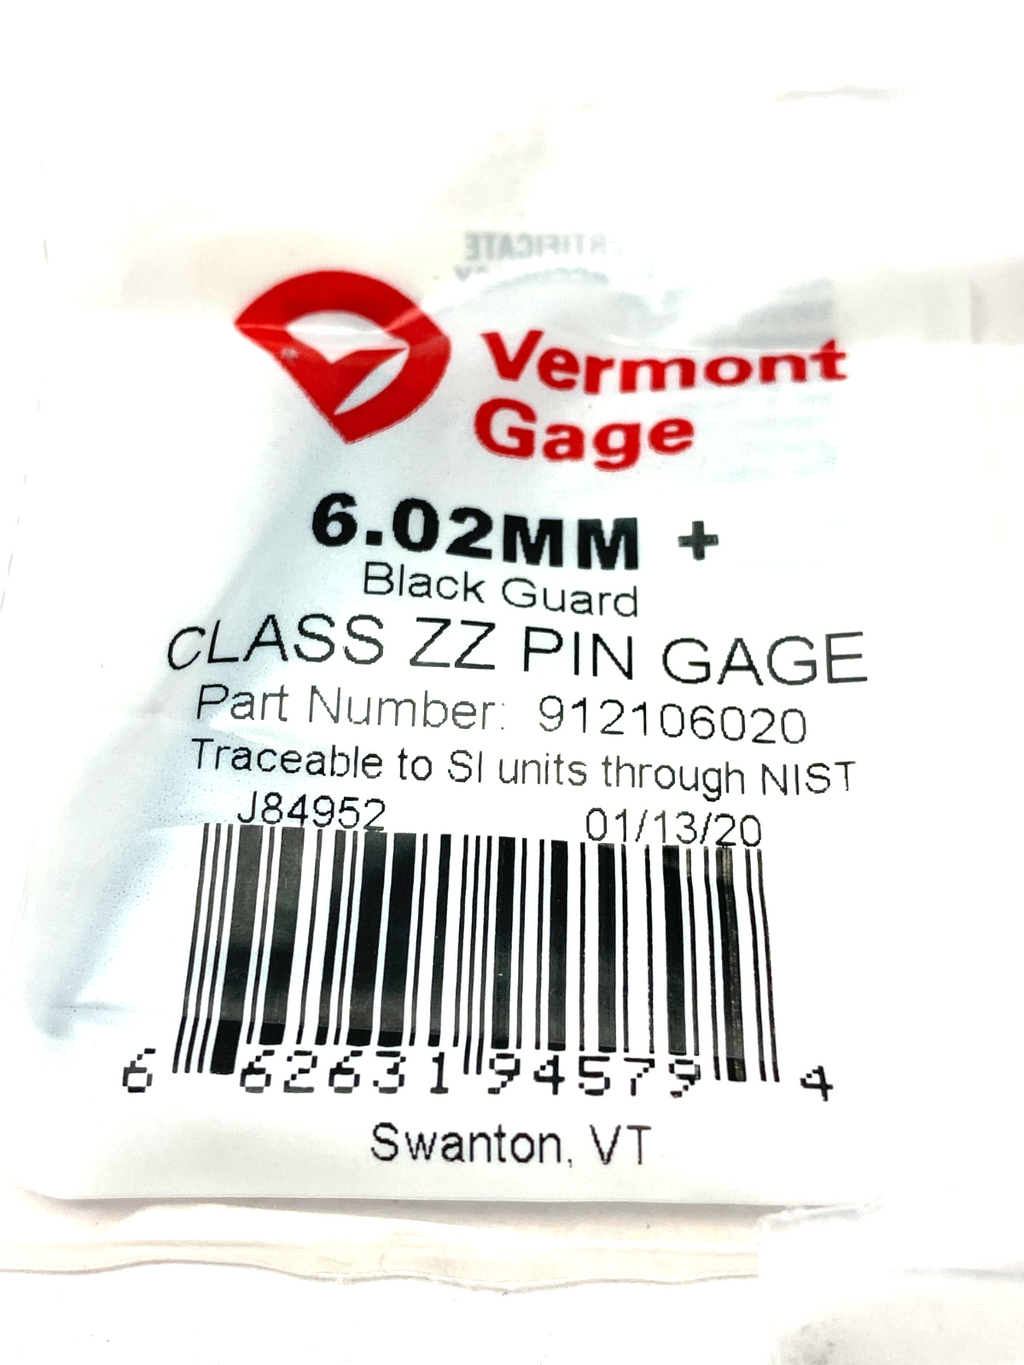 Vermont
Gage
6.02MM +
Black Guard
CLASS ZZ PIN GAGE
Part Number: 912106020
Traceable to SI units through NIST
J84952 01/13/20
6 62631 94579 4
Swanton, VT